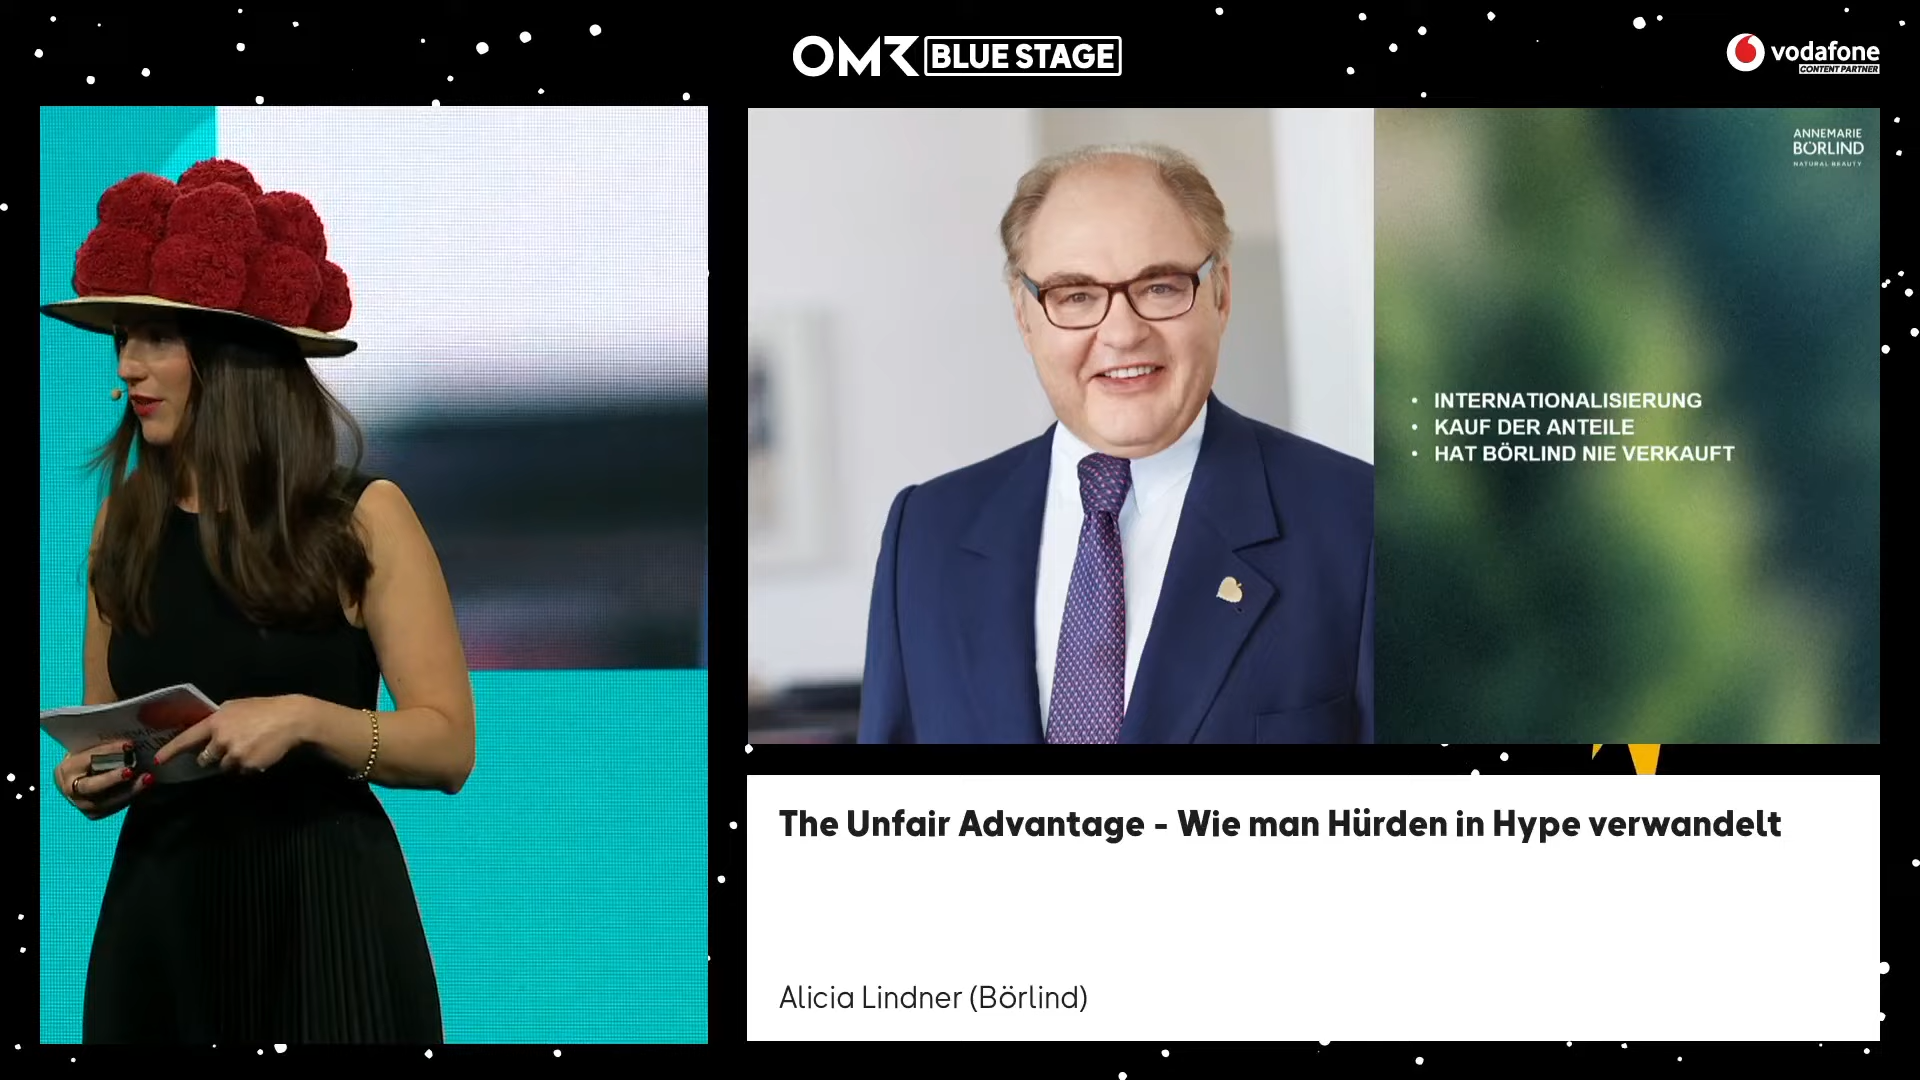 OMR BLUE STAGE
vodafone
CONTENT PARTNER
ANNEMARIE
BÖRLIND
NATURAL BEAUTY
• INTERNATIONALISIERUNG
• KAUF DER ANTEILE
• HAT BÖRLIND NIE VERKAUFT
The Unfair Advantage - Wie man Hürden in Hype verwandelt
Alicia Lindner (Börlind)